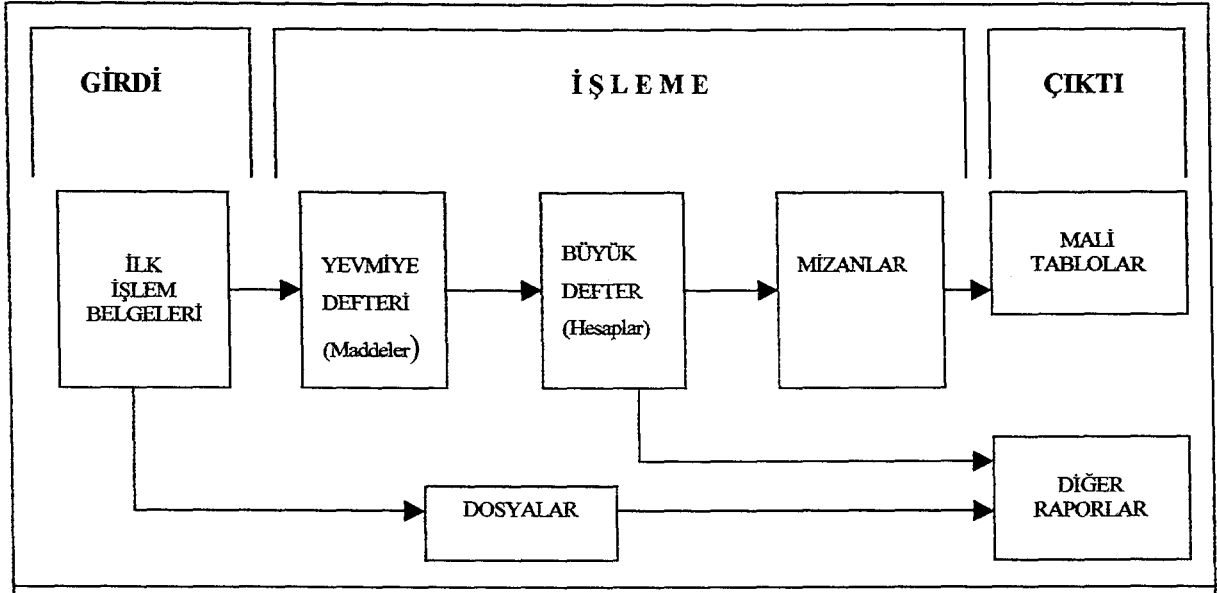 GİRDİ
İŞLEME
ÇIKTI
İLK
İŞLEM
BELGELERİ
YEVMİYE
DEFTERİ
(Maddeler)
BÜYÜK
DEFTER
(Hesaplar)
MİZANLAR
MALİ
TABLOLAR
DOSYALAR
DİĞER
RAPORLAR